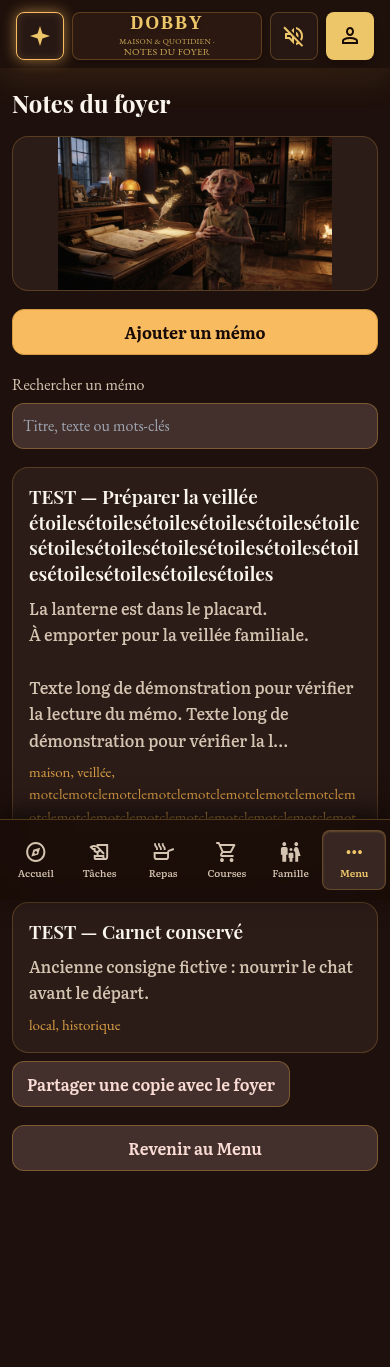 DOBBY
MAISON & QUOTIDIEN ·
NOTES DU FOYER
Notes du foyer
Ajouter un mémo
Rechercher un mémo
Titre, texte ou mots-clés
TEST — Préparer la veillée
étoilesétoilesétoilesétoilesétoilesétoile
sétoilesétoilesétoilesétoilesétoilesétoil
esétoilesétoilesétoilesétoiles
La lanterne est dans le placard.
À emporter pour la veillée familiale.
Texte long de démonstration pour vérifier
la lecture du mémo. Texte long de
démonstration pour vérifier la l...
maison, veillée,
motclemotclemotclemotclemotclemotclemotclemotclem
otclemotclemotclemotclemotclemotclemotclemotclemot
Accueil
Tâches
Repas
Courses
Famille
Menu
TEST — Carnet conservé
Ancienne consigne fictive : nourrir le chat
avant le départ.
local, historique
Partager une copie avec le foyer
Revenir au Menu